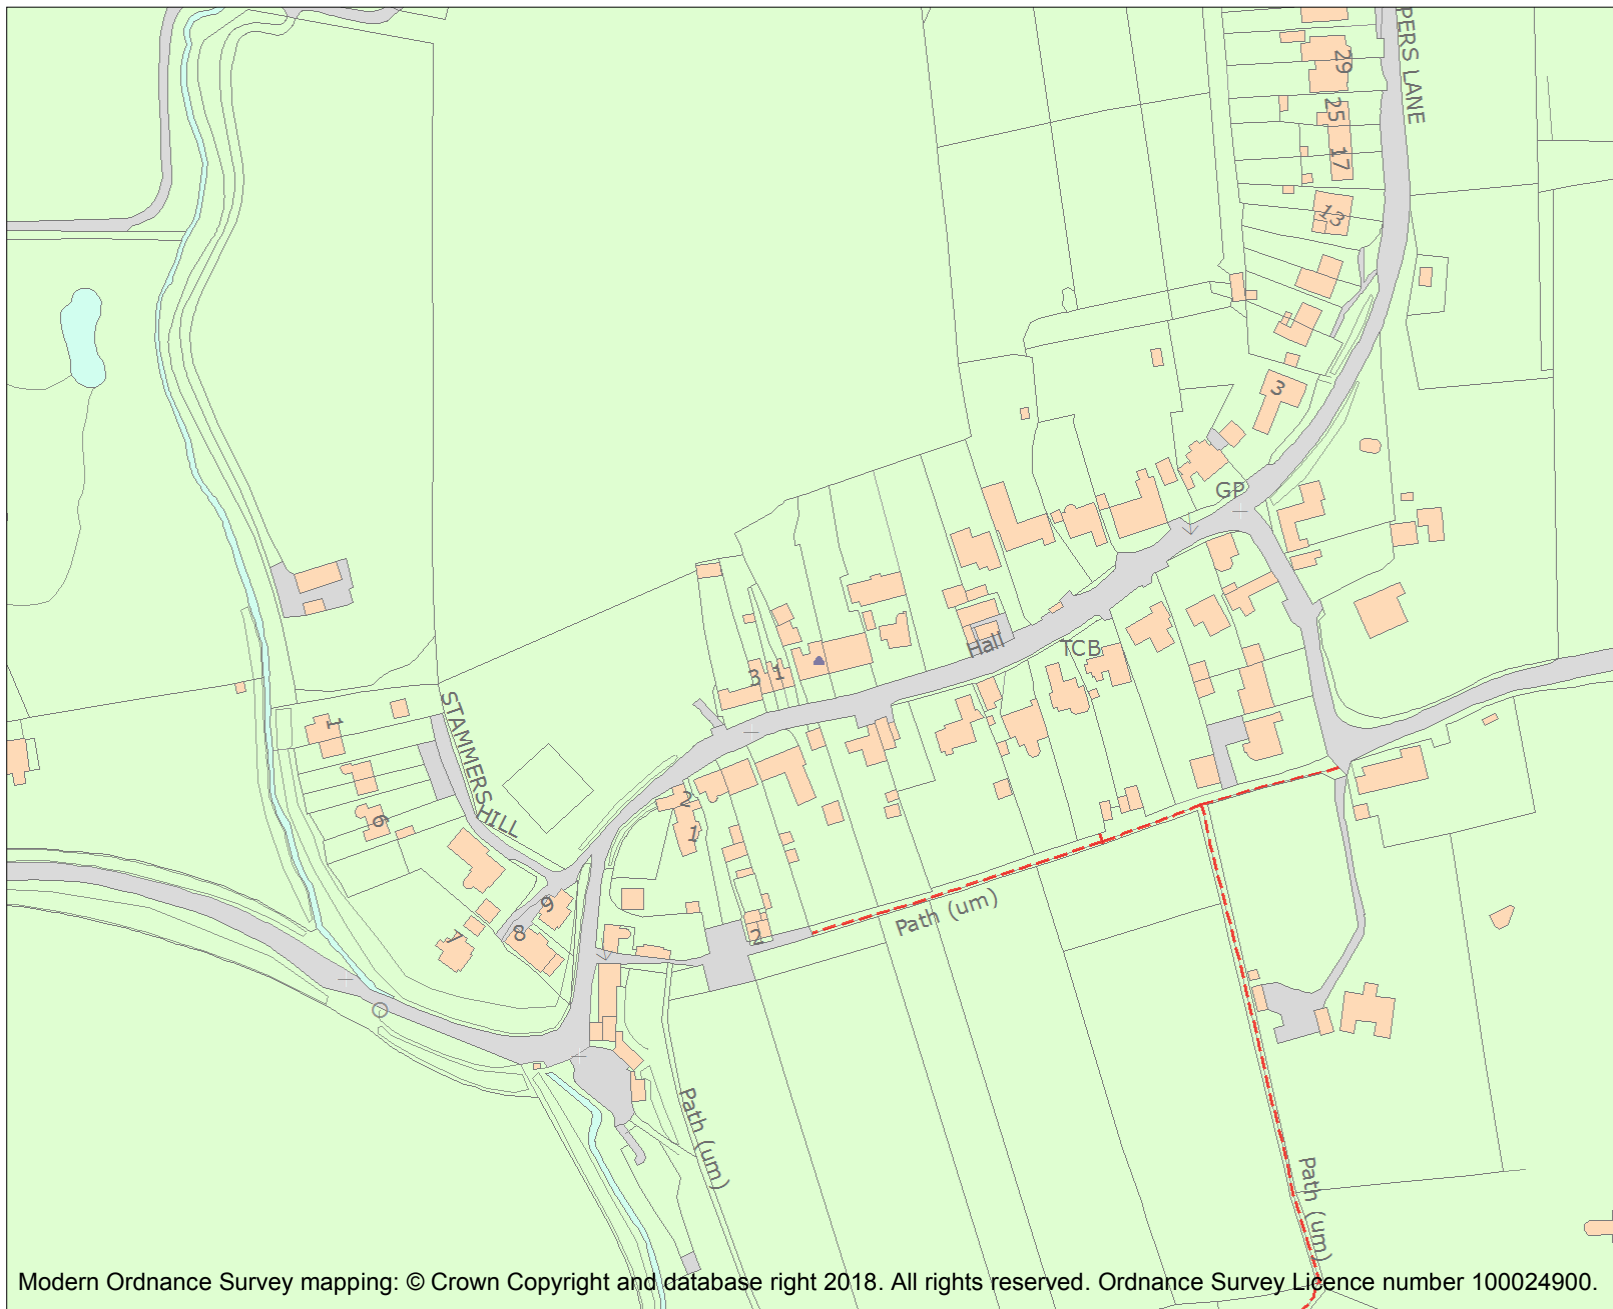 PERS LANE
29
25
17
13
3
GP
Hall
TCB
3
1
STAMMERS HILL
1
6
2
1
9
8
7
2
Path (um)
Path (um)
Path (um)
Modern Ordnance Survey mapping: © Crown Copyright and database right 2018. All rights reserved. Ordnance Survey Licence number 100024900.